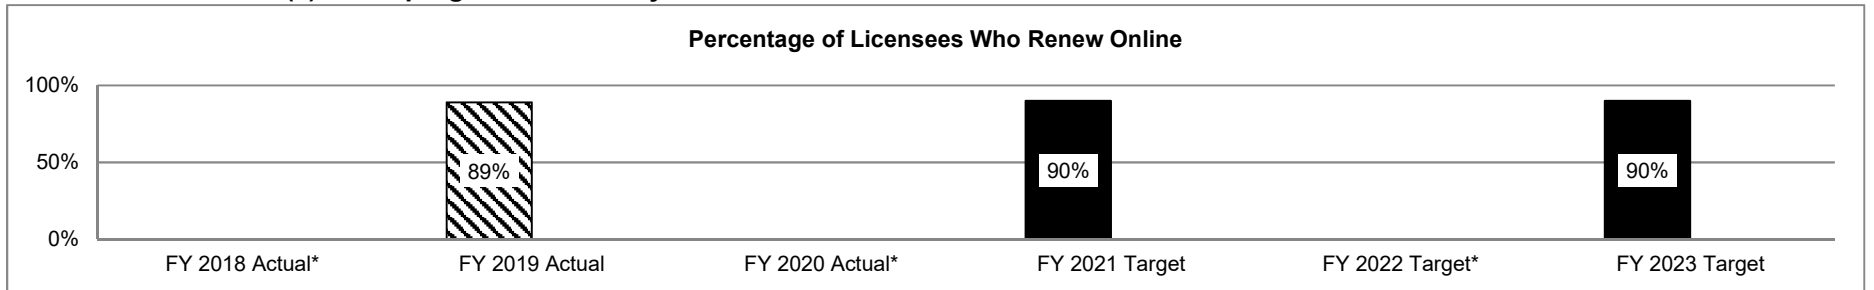 Percentage of Licensees Who Renew Online
100%
50%
0%
89%
90%
90%
FY 2018 Actual*
FY 2019 Actual
FY 2020 Actual*
FY 2021 Target
FY 2022 Target*
FY 2023 Target